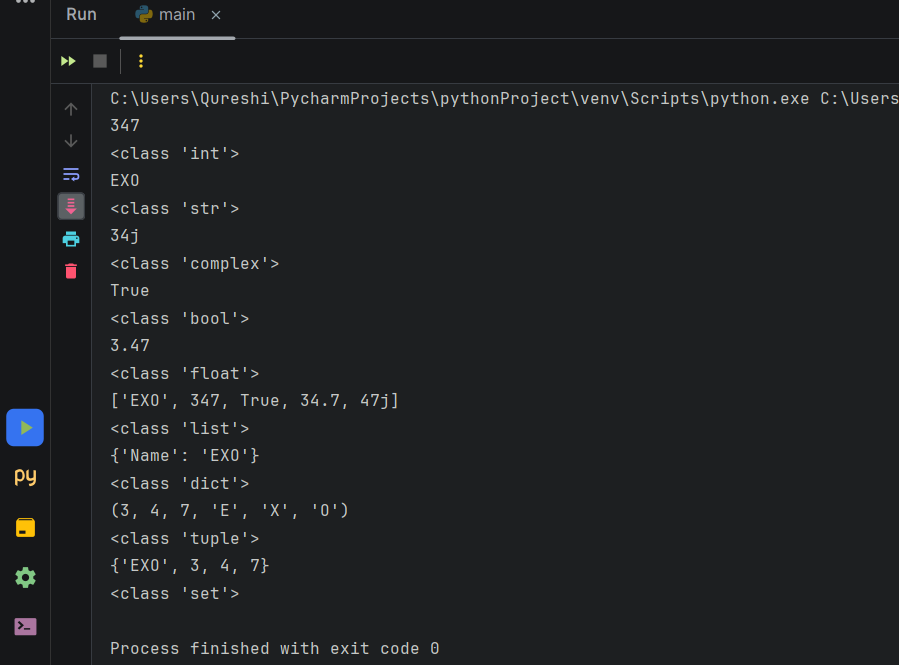 Run main ×
C:\Users\Qureshi\PycharmProjects\pythonProject\venv\Scripts\python.exe C:\Users
347
<class 'int'>
EXO
<class 'str'>
34j
<class 'complex'>
True
<class 'bool'>
3.47
<class 'float'>
['EXO', 347, True, 34.7, 47j]
<class 'list'>
{'Name': 'EXO'}
<class 'dict'>
(3, 4, 7, 'E', 'X', 'O')
<class 'tuple'>
{'EXO', 3, 4, 7}
<class 'set'>
py
Process finished with exit code 0